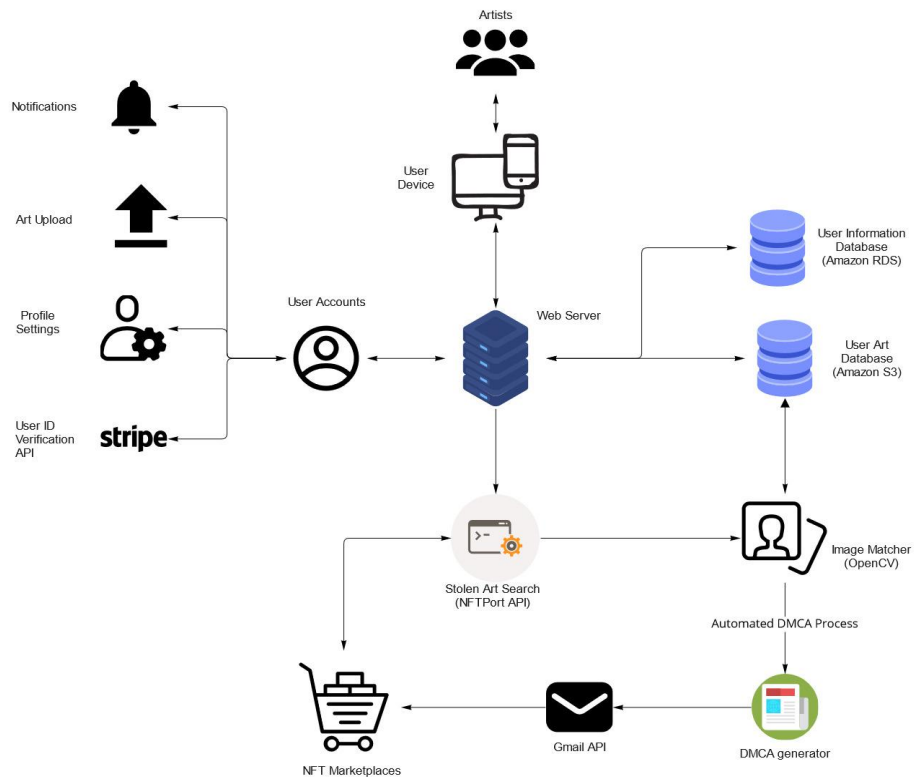 Artists
Notifications
User
Device
Art Upload
User Information
Database
(Amazon RDS)
Profile
Settings
User Accounts
Web Server
User Art
Database
(Amazon S3)
User ID
Verification
API
stripe
>-
Stolen Art Search
(NFTPort API)
Image Matcher
(OpenCV)
Automated DMCA Process
NFT Marketplaces
Gmail API
DMCA generator